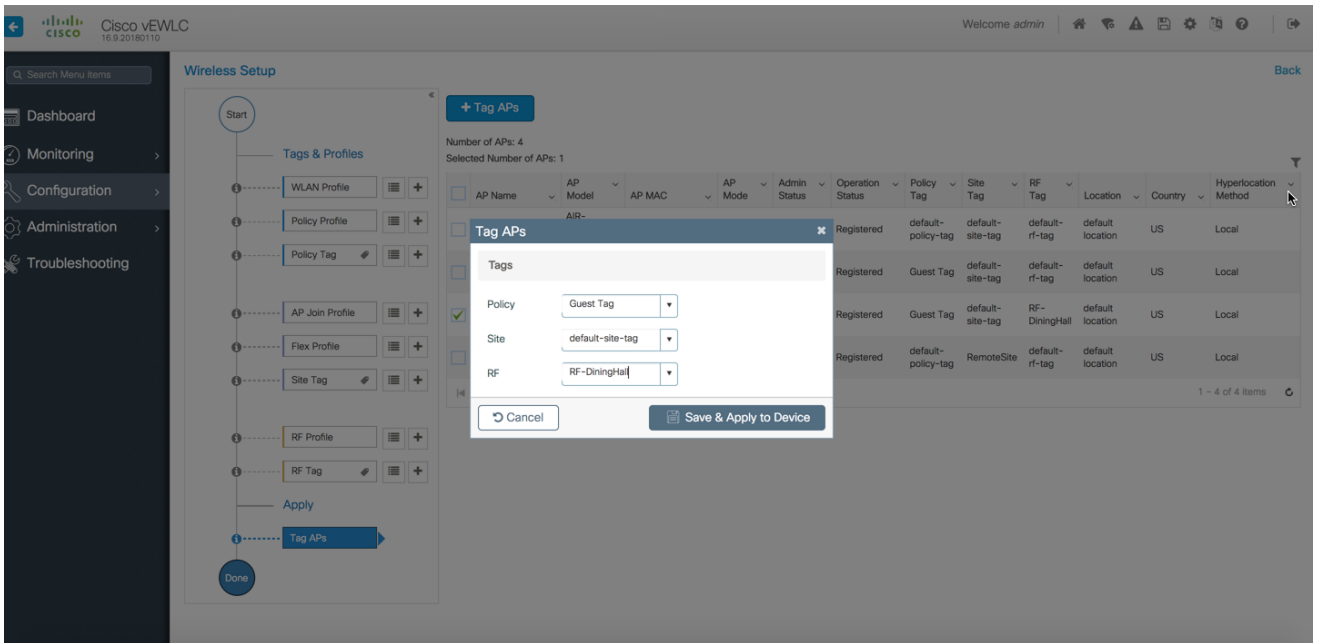 CISCO
Cisco vEWLC
16.9.20180110
Welcome admin
Search Menu Items
Dashboard
Monitoring
Configuration
Administration
Troubleshooting
Wireless Setup
Back
Start
Tags & Profiles
WLAN Profile
Policy Profile
Policy Tag
AP Join Profile
Flex Profile
Site Tag
RF Profile
RF Tag
Apply
Tag APs
Done
+ Tag APs
Number of APs: 4
Selected Number of APs: 1
AP Name
AP Model
AP MAC
AP Mode
Admin Status
Operation Status
Policy Tag
Site Tag
RF Tag
Location
Country
Hyperlocation Method
AIR-
Registered
default-policy-tag
default-site-tag
default-rf-tag
default location
US
Local
Registered
Guest Tag
default-site-tag
default-rf-tag
default location
US
Local
Registered
Guest Tag
default-site-tag
RF-DiningHall
default location
US
Local
Registered
default-policy-tag
RemoteSite
default-rf-tag
default location
US
Local
1 - 4 of 4 items
Tag APs
Tags
Policy
Guest Tag
Site
default-site-tag
RF
RF-DiningHall
Cancel
Save & Apply to Device